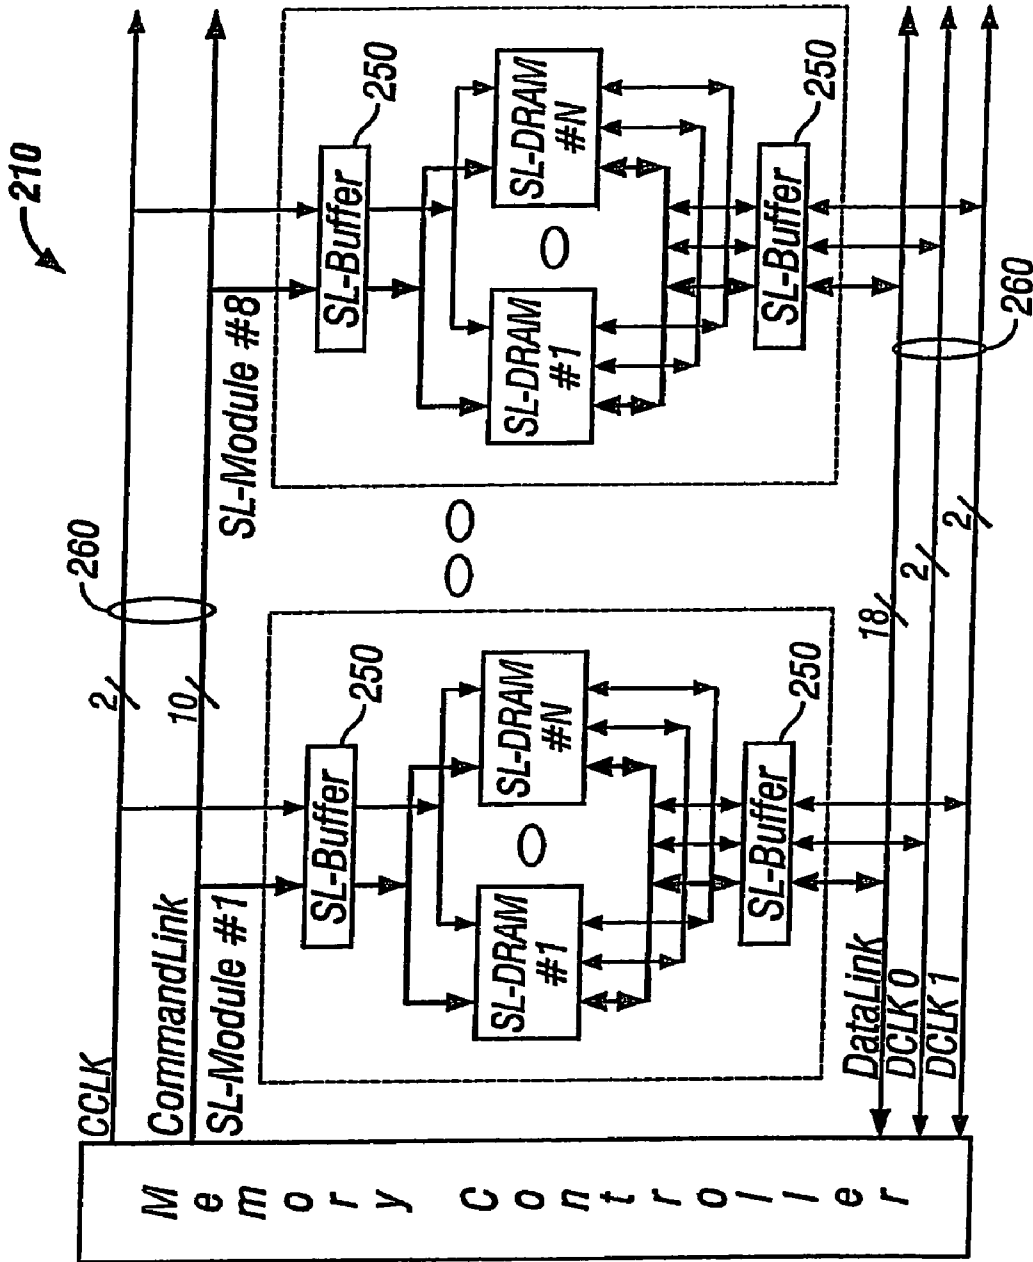 210
CCLK
2
260
CommandLink
10
SL-Module #1
SL-Module #8
SL-Buffer
250
SL-Buffer
250
SL-DRAM
#1
SL-DRAM
#N
SL-DRAM
#1
SL-DRAM
#N
SL-Buffer
250
SL-Buffer
250
DataLink
18
DCLK 0
2
DCLK 1
2
260
Memory Controller